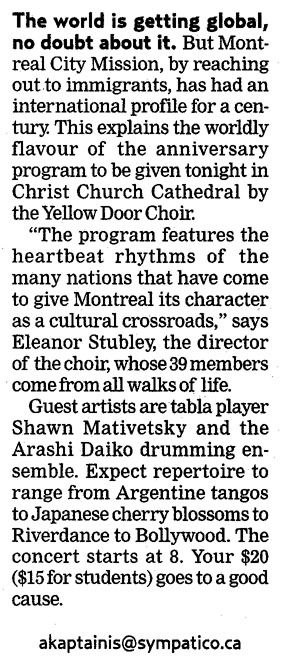 The world is getting global,
no doubt about it. But Mont-
real City Mission, by reaching
out to immigrants, has had an
international profile for a cen-
tury. This explains the worldly
flavour of the anniversary
program to be given tonight in
Christ Church Cathedral by
the Yellow Door Choir.
“The program features the
heartbeat rhythms of the
many nations that have come
to give Montreal its character
as a cultural crossroads,” says
Eleanor Stubley, the director
of the choir, whose 39 members
come from all walks of life.
Guest artists are tabla player
Shawn Mativetsky and the
Arashi Daiko drumming en-
semble. Expect repertoire to
range from Argentine tangos
to Japanese cherry blossoms to
Riverdance to Bollywood. The
concert starts at 8. Your $20
($15 for students) goes to a good
cause.
akaptainis@sympatico.ca